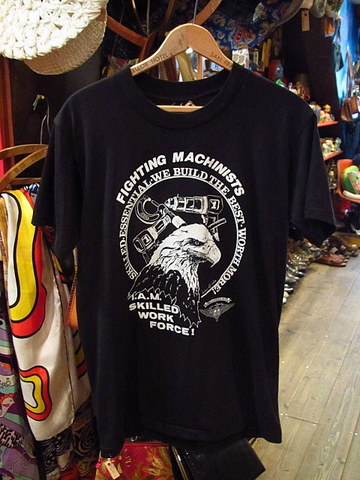 FIGHTING MACHINISTS
SKILLED·ESSENTIAL·WE BUILD THE BEST·WORTH MORE!
I.A.M.
SKILLED
WORK
FORCE!